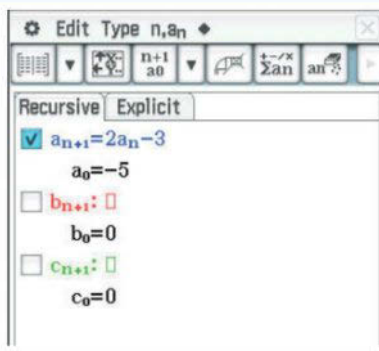 Edit Type n,an
n+1 a0 +-/× Σan an
Recursive Explicit
an+1=2an−3
a0=−5
bn+1: □
b0=0
cn+1: □
c0=0